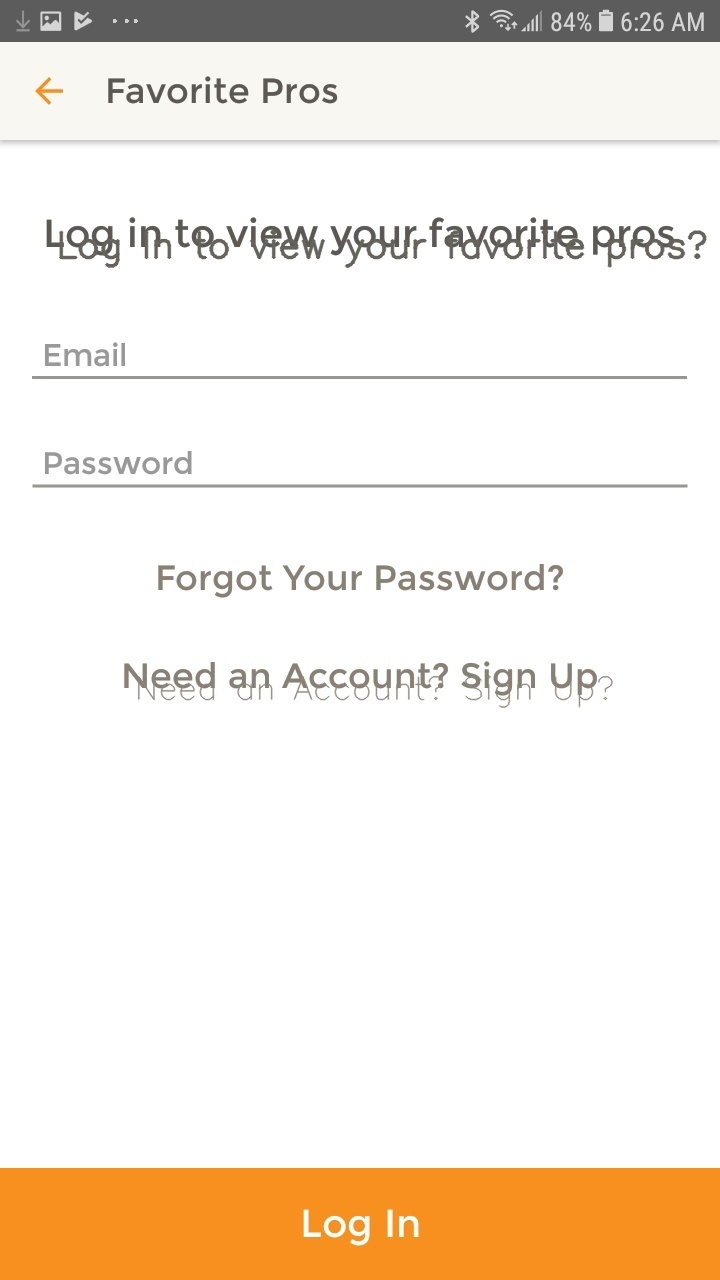 84% 6:26 AM
Favorite Pros
Log in to view your favorite pros
Log in to view your favorite pros?
Email
Password
Forgot Your Password?
Need an Account? Sign Up
Need an Account? Sign Up?
Log In